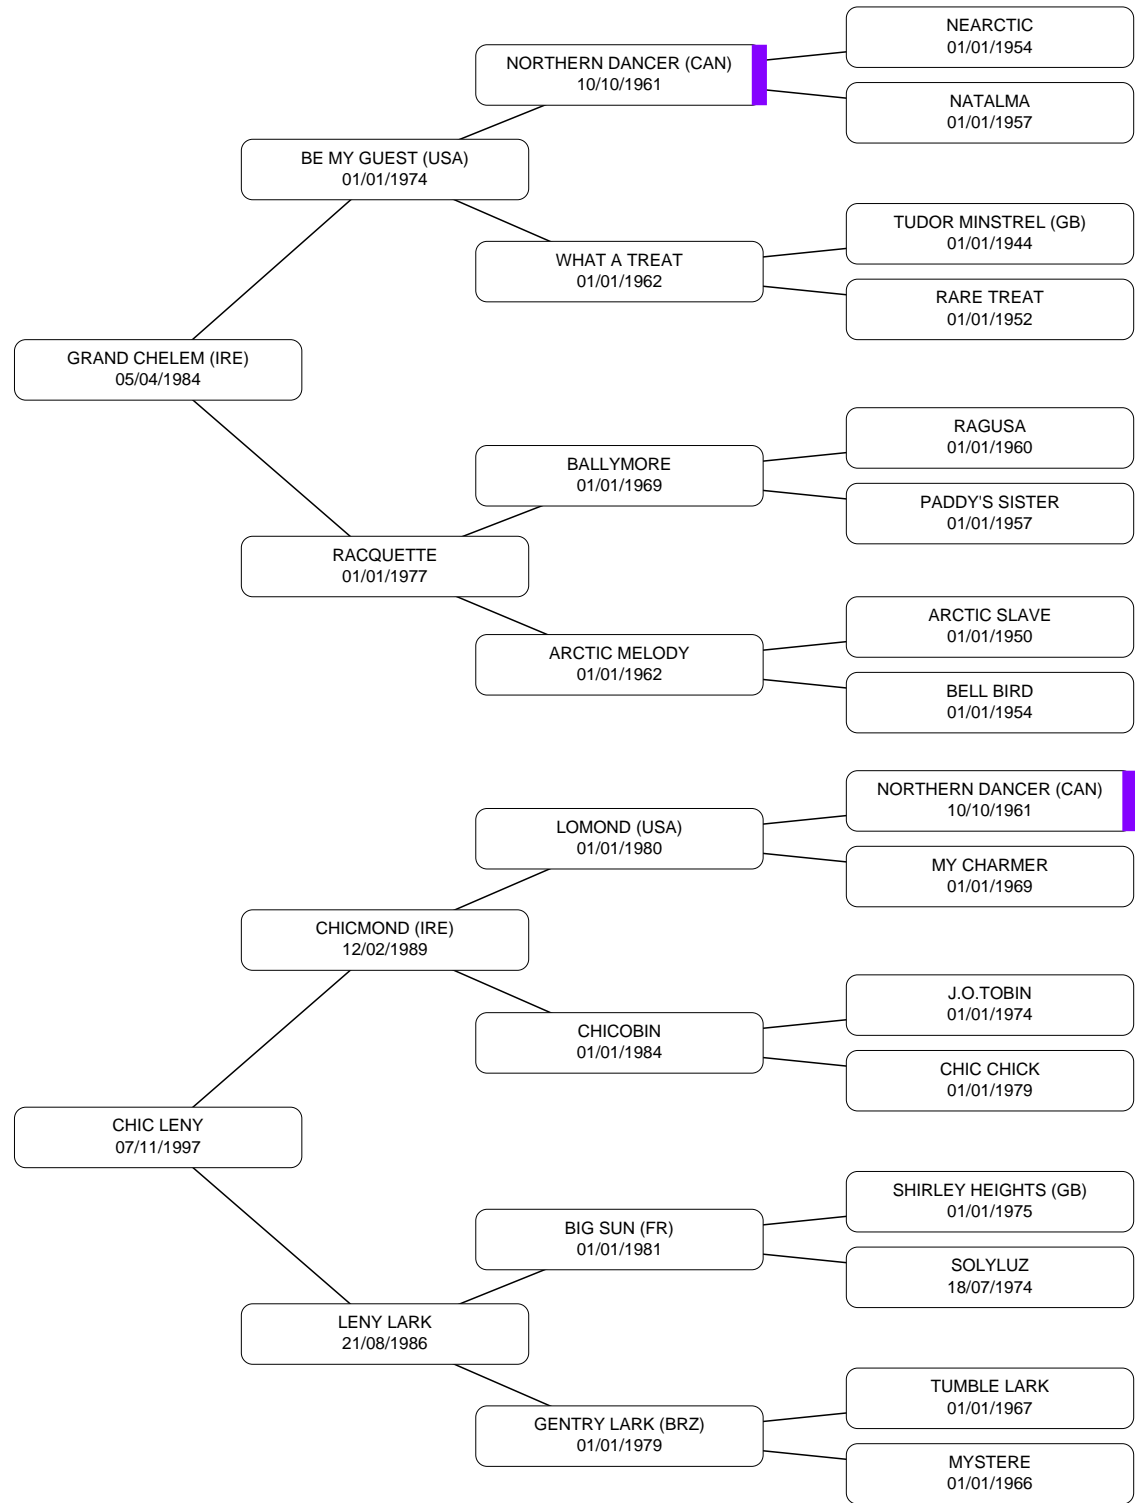 NEARCTIC
01/01/1954
NORTHERN DANCER (CAN)
10/10/1961
NATALMA
01/01/1957
BE MY GUEST (USA)
01/01/1974
TUDOR MINSTREL (GB)
01/01/1944
WHAT A TREAT
01/01/1962
RARE TREAT
01/01/1952
GRAND CHELEM (IRE)
05/04/1984
RAGUSA
01/01/1960
BALLYMORE
01/01/1969
PADDY'S SISTER
01/01/1957
RACQUETTE
01/01/1977
ARCTIC SLAVE
01/01/1950
ARCTIC MELODY
01/01/1962
BELL BIRD
01/01/1954
NORTHERN DANCER (CAN)
10/10/1961
LOMOND (USA)
01/01/1980
MY CHARMER
01/01/1969
CHICMOND (IRE)
12/02/1989
J.O.TOBIN
01/01/1974
CHICOBIN
01/01/1984
CHIC CHICK
01/01/1979
CHIC LENY
07/11/1997
SHIRLEY HEIGHTS (GB)
01/01/1975
BIG SUN (FR)
01/01/1981
SOLYLUZ
18/07/1974
LENY LARK
21/08/1986
TUMBLE LARK
01/01/1967
GENTRY LARK (BRZ)
01/01/1979
MYSTERE
01/01/1966